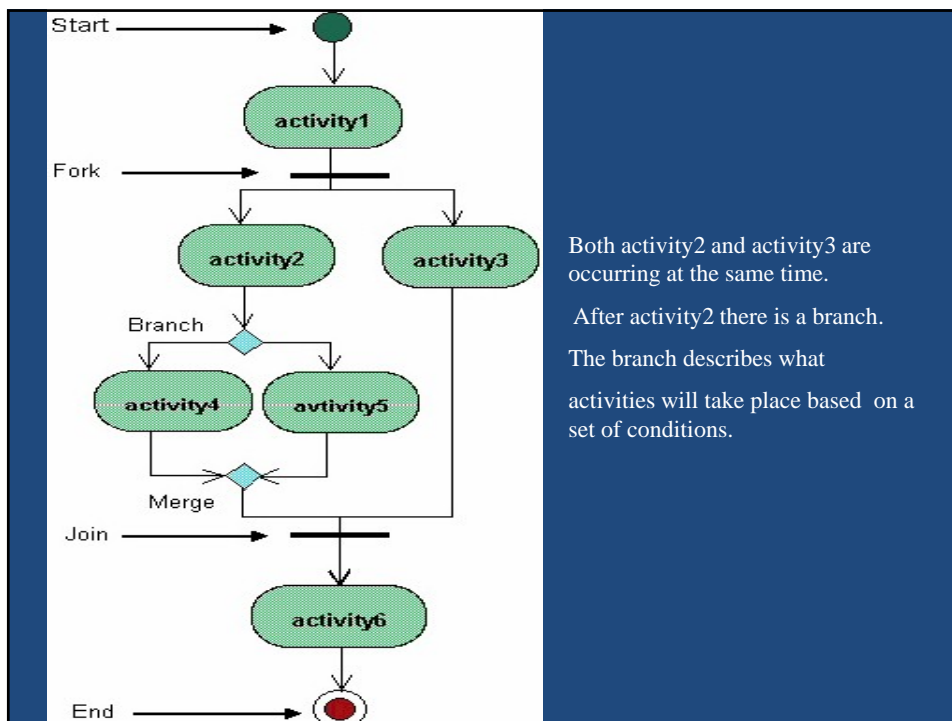 Start
activity1
Fork
activity2
activity3
Branch
activity4
avtivity5
Merge
Join
activity6
End
Both activity2 and activity3 are
occurring at the same time.
After activity2 there is a branch.
The branch describes what
activities will take place based on a
set of conditions.